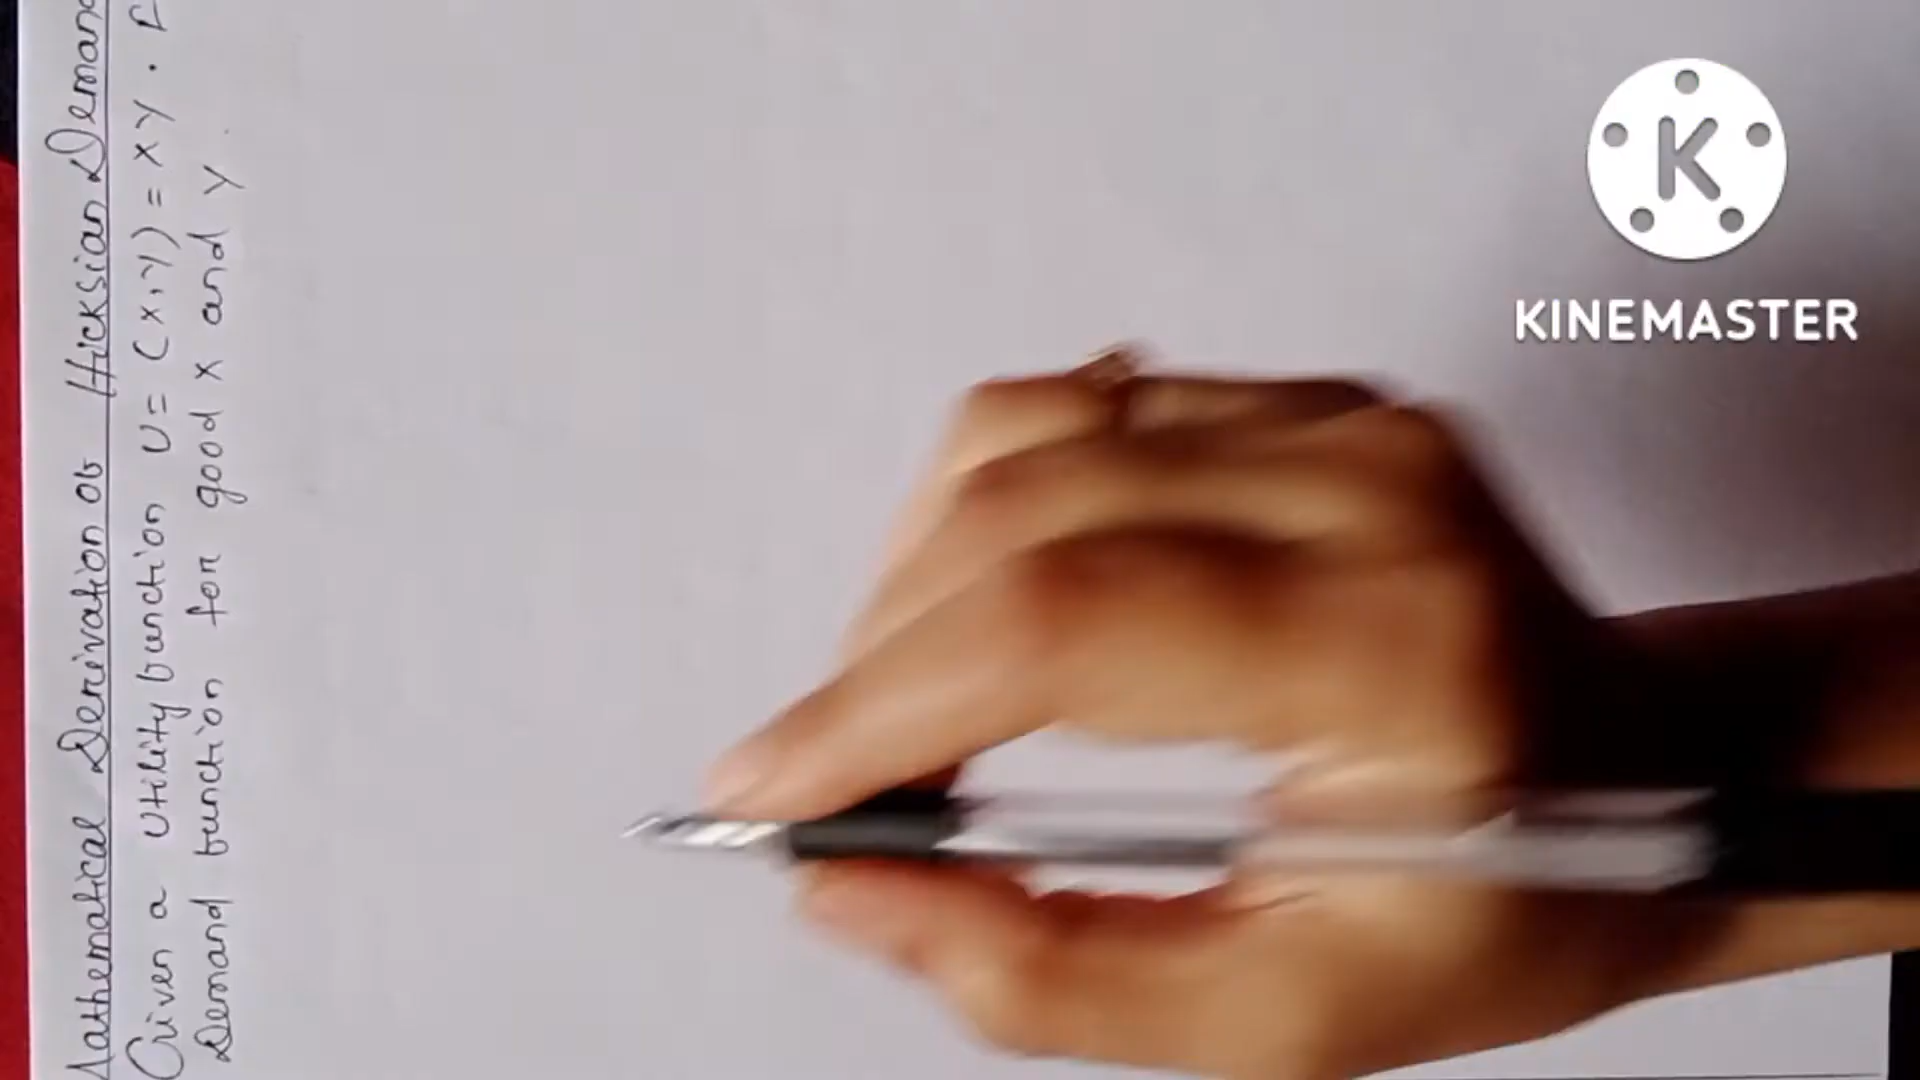 Mathematical Derivation of Hicksian Demand
Given a Utility function U = (x,y) = xy.
Demand function for good x and y.
K
KINEMASTER